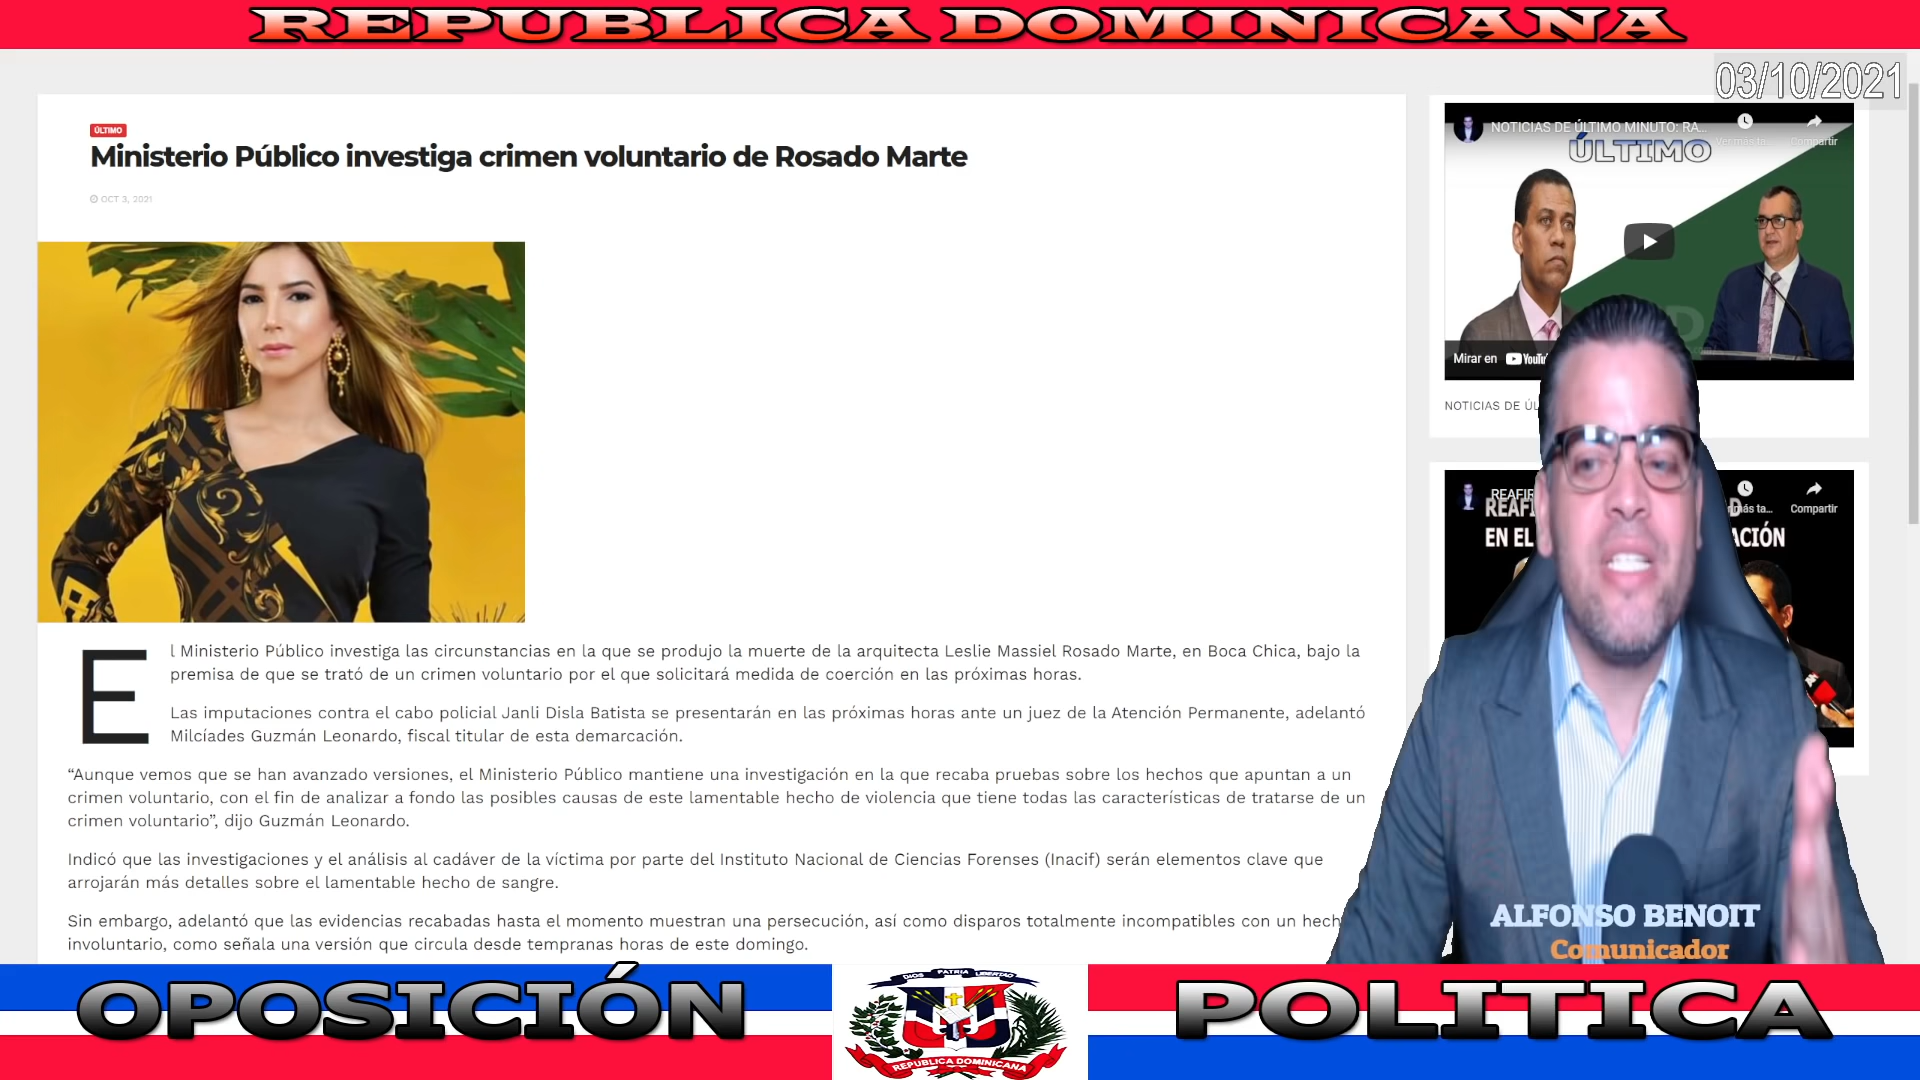 REPUBLICA DOMINICANA
03/10/2021
ÚLTIMO
Ministerio Público investiga crimen voluntario de Rosado Marte
OCT 3, 2021
El Ministerio Público investiga las circunstancias en la que se produjo la muerte de la arquitecta Leslie Massiel Rosado Marte, en Boca Chica, bajo la
premisa de que se trató de un crimen voluntario por el que solicitará medida de coerción en las próximas horas.
Las imputaciones contra el cabo policial Janli Disla Batista se presentarán en las próximas horas ante un juez de la Atención Permanente, adelantó
Milcíades Guzmán Leonardo, fiscal titular de esta demarcación.
“Aunque vemos que se han avanzado versiones, el Ministerio Público mantiene una investigación en la que recaba pruebas sobre los hechos que apuntan a un
crimen voluntario, con el fin de analizar a fondo las posibles causas de este lamentable hecho de violencia que tiene todas las características de tratarse de un
crimen voluntario”, dijo Guzmán Leonardo.
Indicó que las investigaciones y el análisis al cadáver de la víctima por parte del Instituto Nacional de Ciencias Forenses (Inacif) serán elementos clave que
arrojarán más detalles sobre el lamentable hecho de sangre.
Sin embargo, adelantó que las evidencias recabadas hasta el momento muestran una persecución, así como disparos totalmente incompatibles con un hech
involuntario, como señala una versión que circula desde tempranas horas de este domingo.
NOTICIAS DE ÚLTIMO MINUTO: RA...
Ver más ta... Compartir
ÚLTIMO
Mirar en YouTu
NOTICIAS DE ÚL
REAFIR
más ta... Compartir
REAFI D
EN EL ACIÓN
ALFONSO BENOIT
Comunicador
OPOSICIÓN POLITICA
DIOS PATRIA LIBERTAD
REPUBLICA DOMINICANA